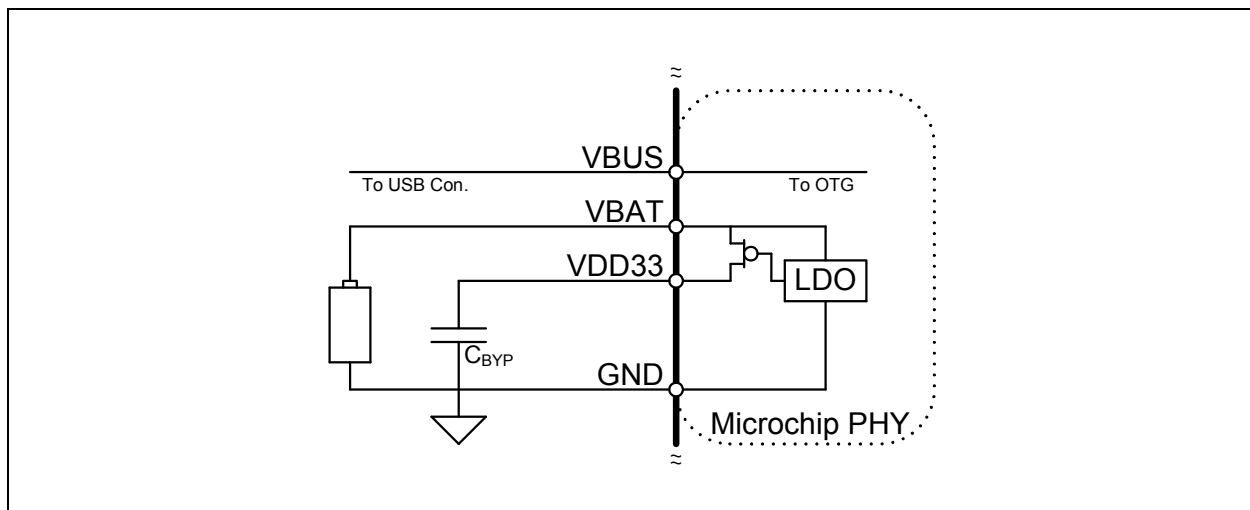 VBUS
To USB Con.
To OTG
VBAT
VDD33
LDO
CBYP
GND
Microchip PHY